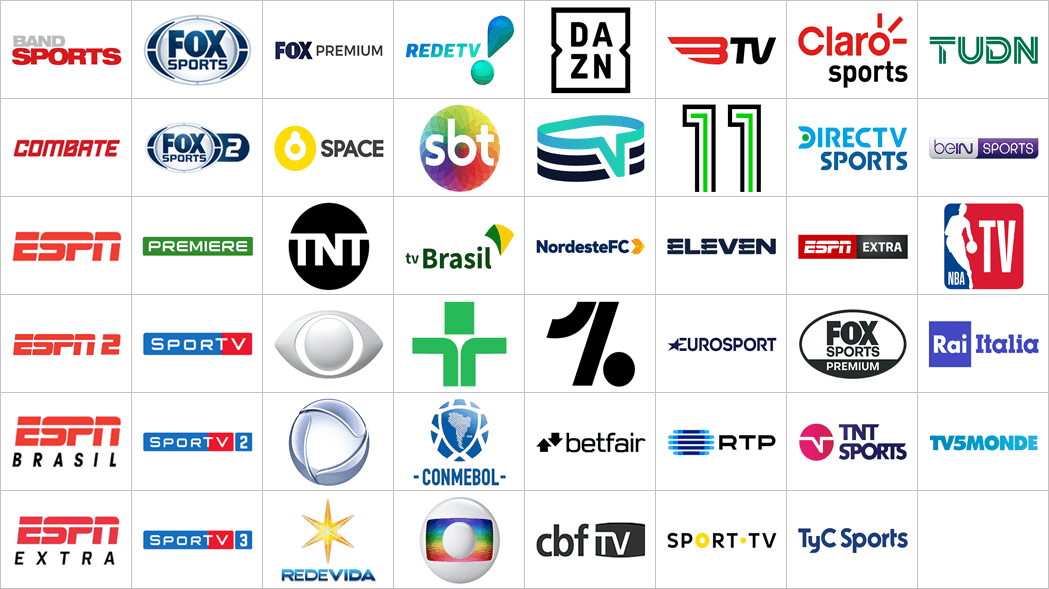 BAND
SPORTS
FOX
SPORTS
FOX PREMIUM
REDETV
DA
ZN
BTV
Claro
sports
TUDN
COMBATE
FOX
SPORTS 2
6 SPACE
sbt
11
DIRECTV
SPORTS
beIN SPORTS
ESPN
PREMIERE
TNT
tv Brasil
NordesteFC
ELEVEN
ESPN EXTRA
NBA TV
ESPN 2
SPORTV
1
EUROSPORT
FOX
SPORTS
PREMIUM
Rai Italia
ESPN
BRASIL
SPORTV 2
CONMEBOL
betfair
RTP
TNT
SPORTS
TV5MONDE
ESPN
EXTRA
SPORTV 3
REDEVIDA
cbf TV
SPORT•TV
TyC Sports